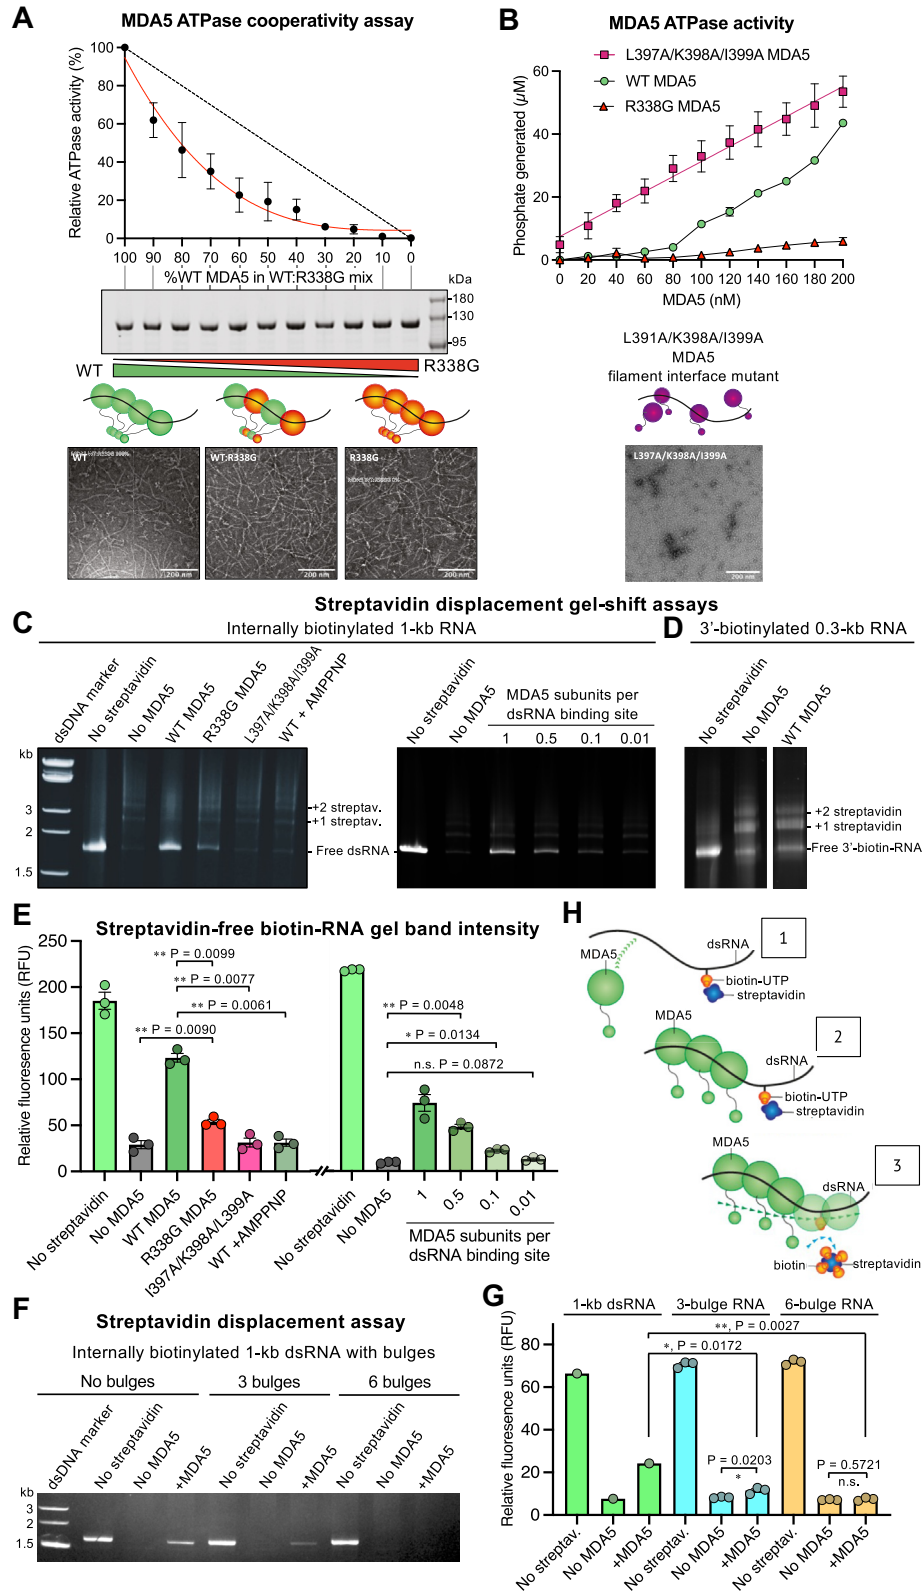 A
MDA5 ATPase cooperativity assay
Relative ATPase activity (%)
100
80
60
40
20
0
100 90 80 70 60 50 40 30 20 10 0
%WT MDA5 in WT:R338G mix
kDa
180
130
95
WT
R338G
WT
WT:R338G
R338G
200 nm
200 nm
200 nm
B
MDA5 ATPase activity
L397A/K398A/I399A MDA5
WT MDA5
R338G MDA5
Phosphate generated (µM)
60
40
20
0
0 20 40 60 80 100 120 140 160 180 200
MDA5 (nM)
L391A/K398A/I399A
MDA5
filament interface mutant
L397A/K398A/I399A
200 nm
Streptavidin displacement gel-shift assays
C
Internally biotinylated 1-kb RNA
dsDNA marker
No streptavidin
No MDA5
WT MDA5
R338G MDA5
L397A/K398A/I399A
WT + AMPPNP
kb
3
2
1.5
+2 streptav.
+1 streptav.
Free dsRNA
No streptavidin
No MDA5
MDA5 subunits per
dsRNA binding site
1 0.5 0.1 0.01
D
3'-biotinylated 0.3-kb RNA
No streptavidin
No MDA5
WT MDA5
+2 streptavidin
+1 streptavidin
Free 3'-biotin-RNA
E
Streptavidin-free biotin-RNA gel band intensity
Relative fluoresence units (RFU)
250
200
150
100
50
0
** P = 0.0099
** P = 0.0077
** P = 0.0061
** P = 0.0090
** P = 0.0048
* P = 0.0134
n.s. P = 0.0872
No streptavidin
No MDA5
WT MDA5
R338G MDA5
I397A/K398A/L399A
WT +AMPPNP
No streptavidin
No MDA5
1
0.5
0.1
0.01
MDA5 subunits per
dsRNA binding site
H
1
MDA5
dsRNA
biotin-UTP
streptavidin
2
MDA5
dsRNA
biotin-UTP
streptavidin
3
MDA5
dsRNA
biotin
streptavidin
F
Streptavidin displacement assay
Internally biotinylated 1-kb dsRNA with bulges
No bulges
3 bulges
6 bulges
dsDNA marker
No streptavidin
No MDA5
+MDA5
No streptavidin
No MDA5
+MDA5
No streptavidin
No MDA5
+MDA5
kb
3
2
1.5
G
1-kb dsRNA
3-bulge RNA
6-bulge RNA
Relative fluoresence units (RFU)
80
60
40
20
0
**, P = 0.0027
*, P = 0.0172
P = 0.0203
*
P = 0.5721
n.s.
No streptav.
No MDA5
+MDA5
No streptav.
No MDA5
+MDA5
No streptav.
No MDA5
+MDA5